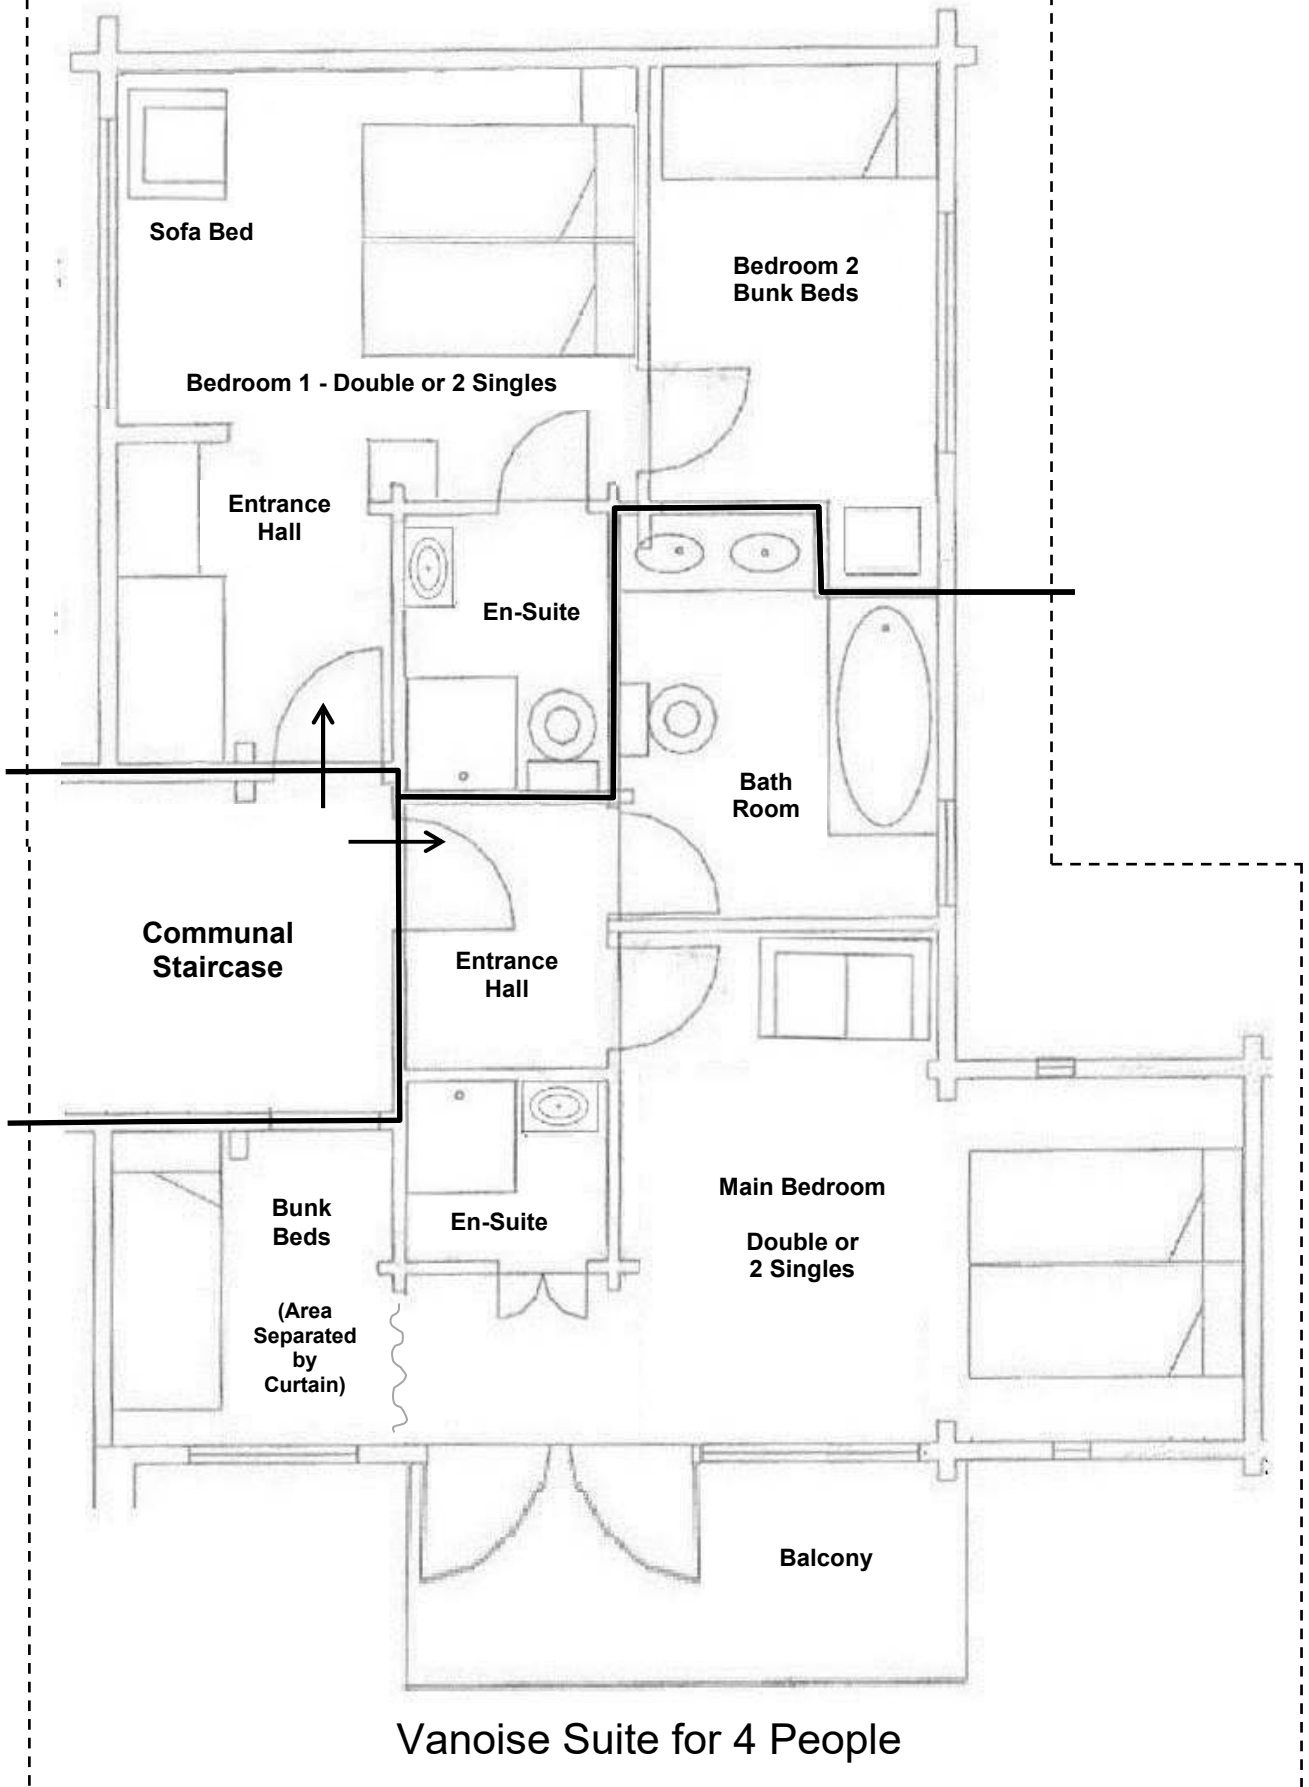 Sofa Bed
Bedroom 2
Bunk Beds
Bedroom 1 - Double or 2 Singles
Entrance
Hall
En-Suite
Bath
Room
Communal
Staircase
Entrance
Hall
Main Bedroom
Double or
2 Singles
Bunk
Beds
En-Suite
(Area
Separated
by
Curtain)
Balcony
Vanoise Suite for 4 People